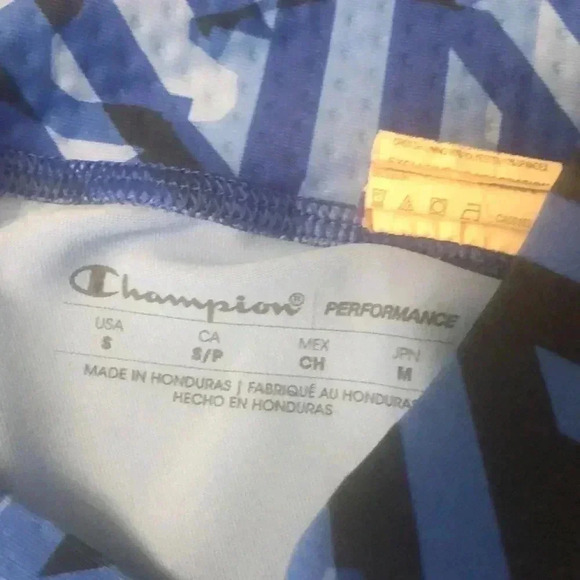 Champion® | PERFORMANCE
USA CA MEX JPN
S S/P CH M
MADE IN HONDURAS | FABRIQUÉ AU HONDURAS
HECHO EN HONDURAS